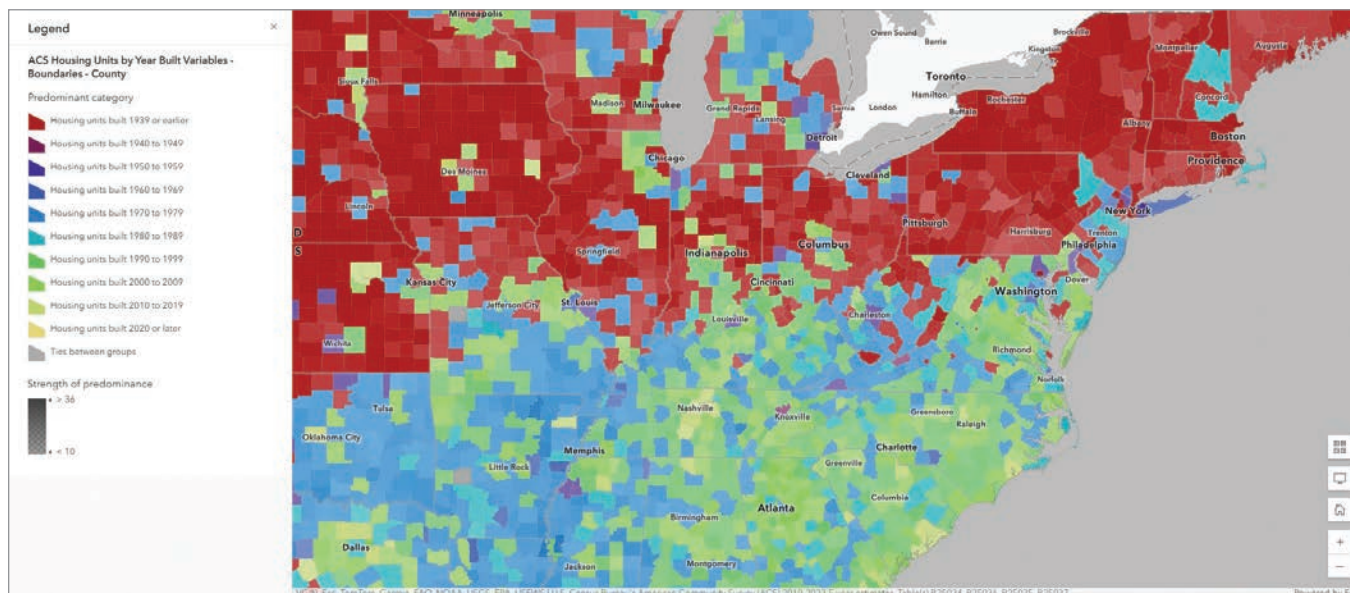 Legend
×
ACS Housing Units by Year Built Variables -
Boundaries - County
Predominant category
Housing units built 1939 or earlier
Housing units built 1940 to 1949
Housing units built 1950 to 1959
Housing units built 1960 to 1969
Housing units built 1970 to 1979
Housing units built 1980 to 1989
Housing units built 1990 to 1999
Housing units built 2000 to 2009
Housing units built 2010 to 2019
Housing units built 2020 or later
Ties between groups
Strength of predominance
> 36
< 10
Minneapolis
Owen Sound
Barrie
Brockville
Kingston
Montpelier
Augusta
Sioux Falls
Toronto
Madison
Milwaukee
Grand Rapids
Lansing
Sarnia
London
Hamilton
Buffalo
Rochester
Concord
Albany
Boston
Detroit
Providence
Chicago
Cleveland
Des Moines
Lincoln
New York
Pittsburgh
Harrisburg
Trenton
Philadelphia
D
S
Springfield
Indianapolis
Columbus
Kansas City
Cincinnati
Washington
Dover
Jefferson City
St. Louis
Louisville
Charleston
Wichita
Richmond
Norfolk
Tulsa
Nashville
Knoxville
Greensboro
Raleigh
Oklahoma City
Memphis
Charlotte
Little Rock
Greenville
Columbia
Atlanta
Birmingham
Dallas
Jackson
Montgomery
+
−